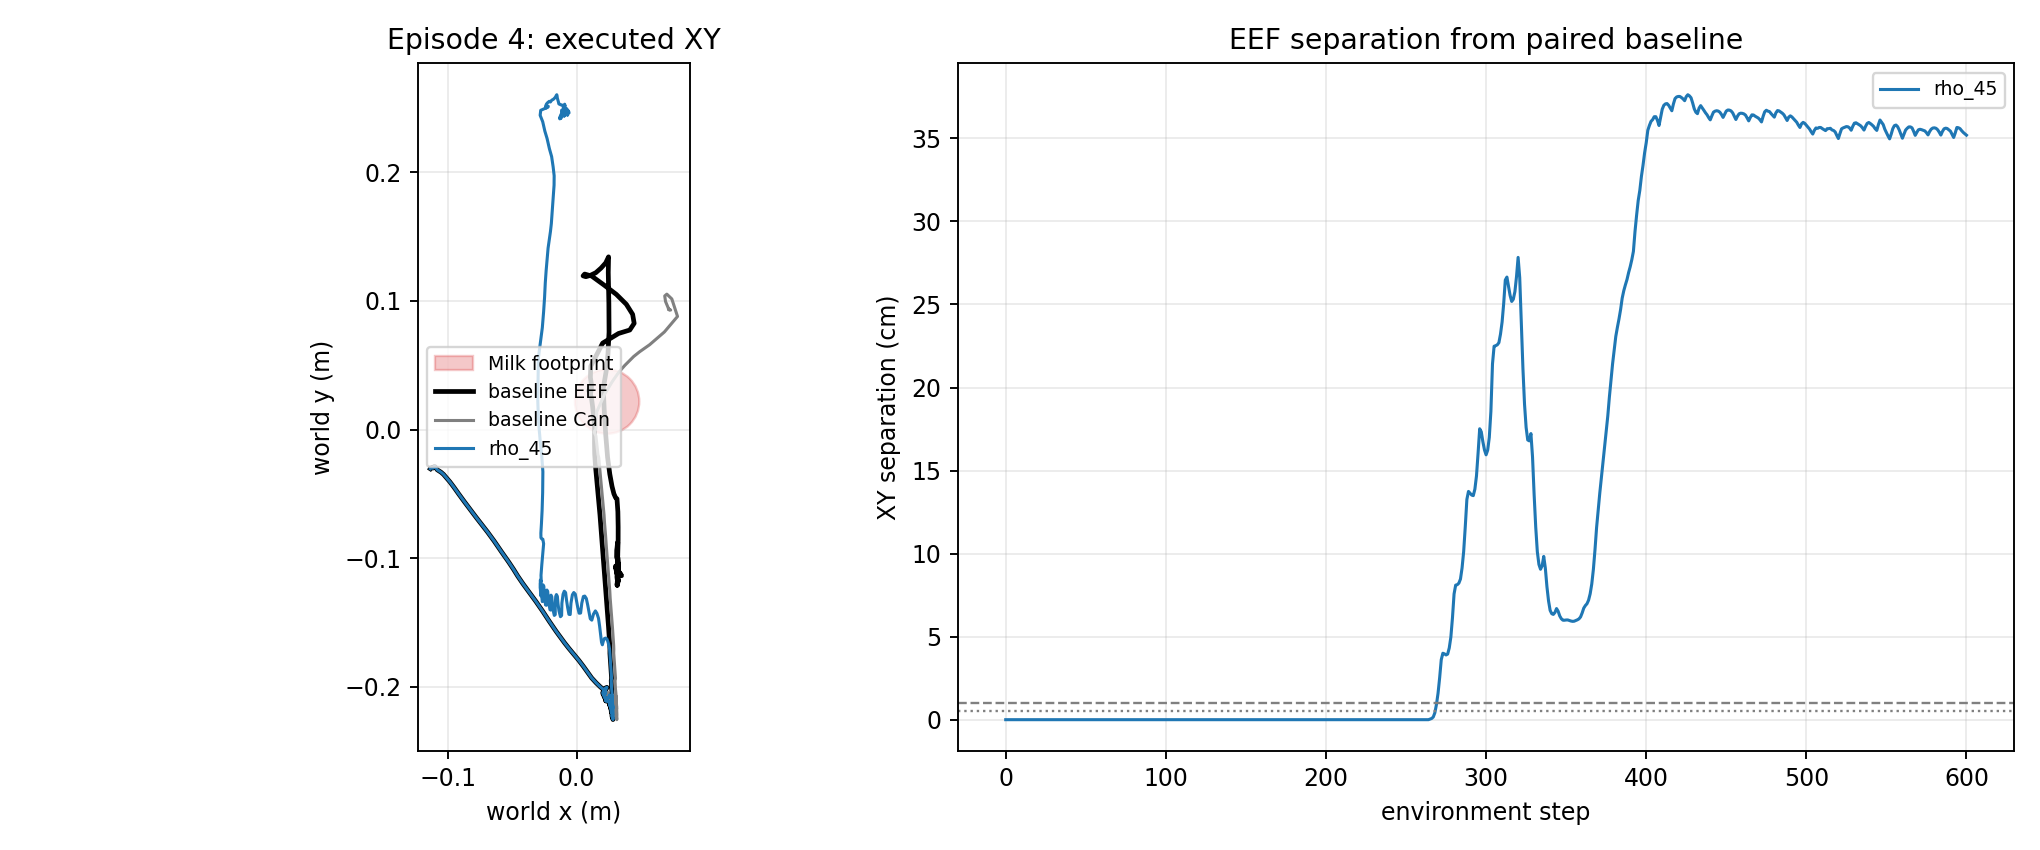 Episode 4: executed XY
0.2
0.1
0.0
−0.1
−0.2
world y (m)
Milk footprint
baseline EEF
baseline Can
rho_45
−0.1
0.0
world x (m)
EEF separation from paired baseline
35
30
25
20
15
10
5
0
XY separation (cm)
rho_45
0
100
200
300
400
500
600
environment step